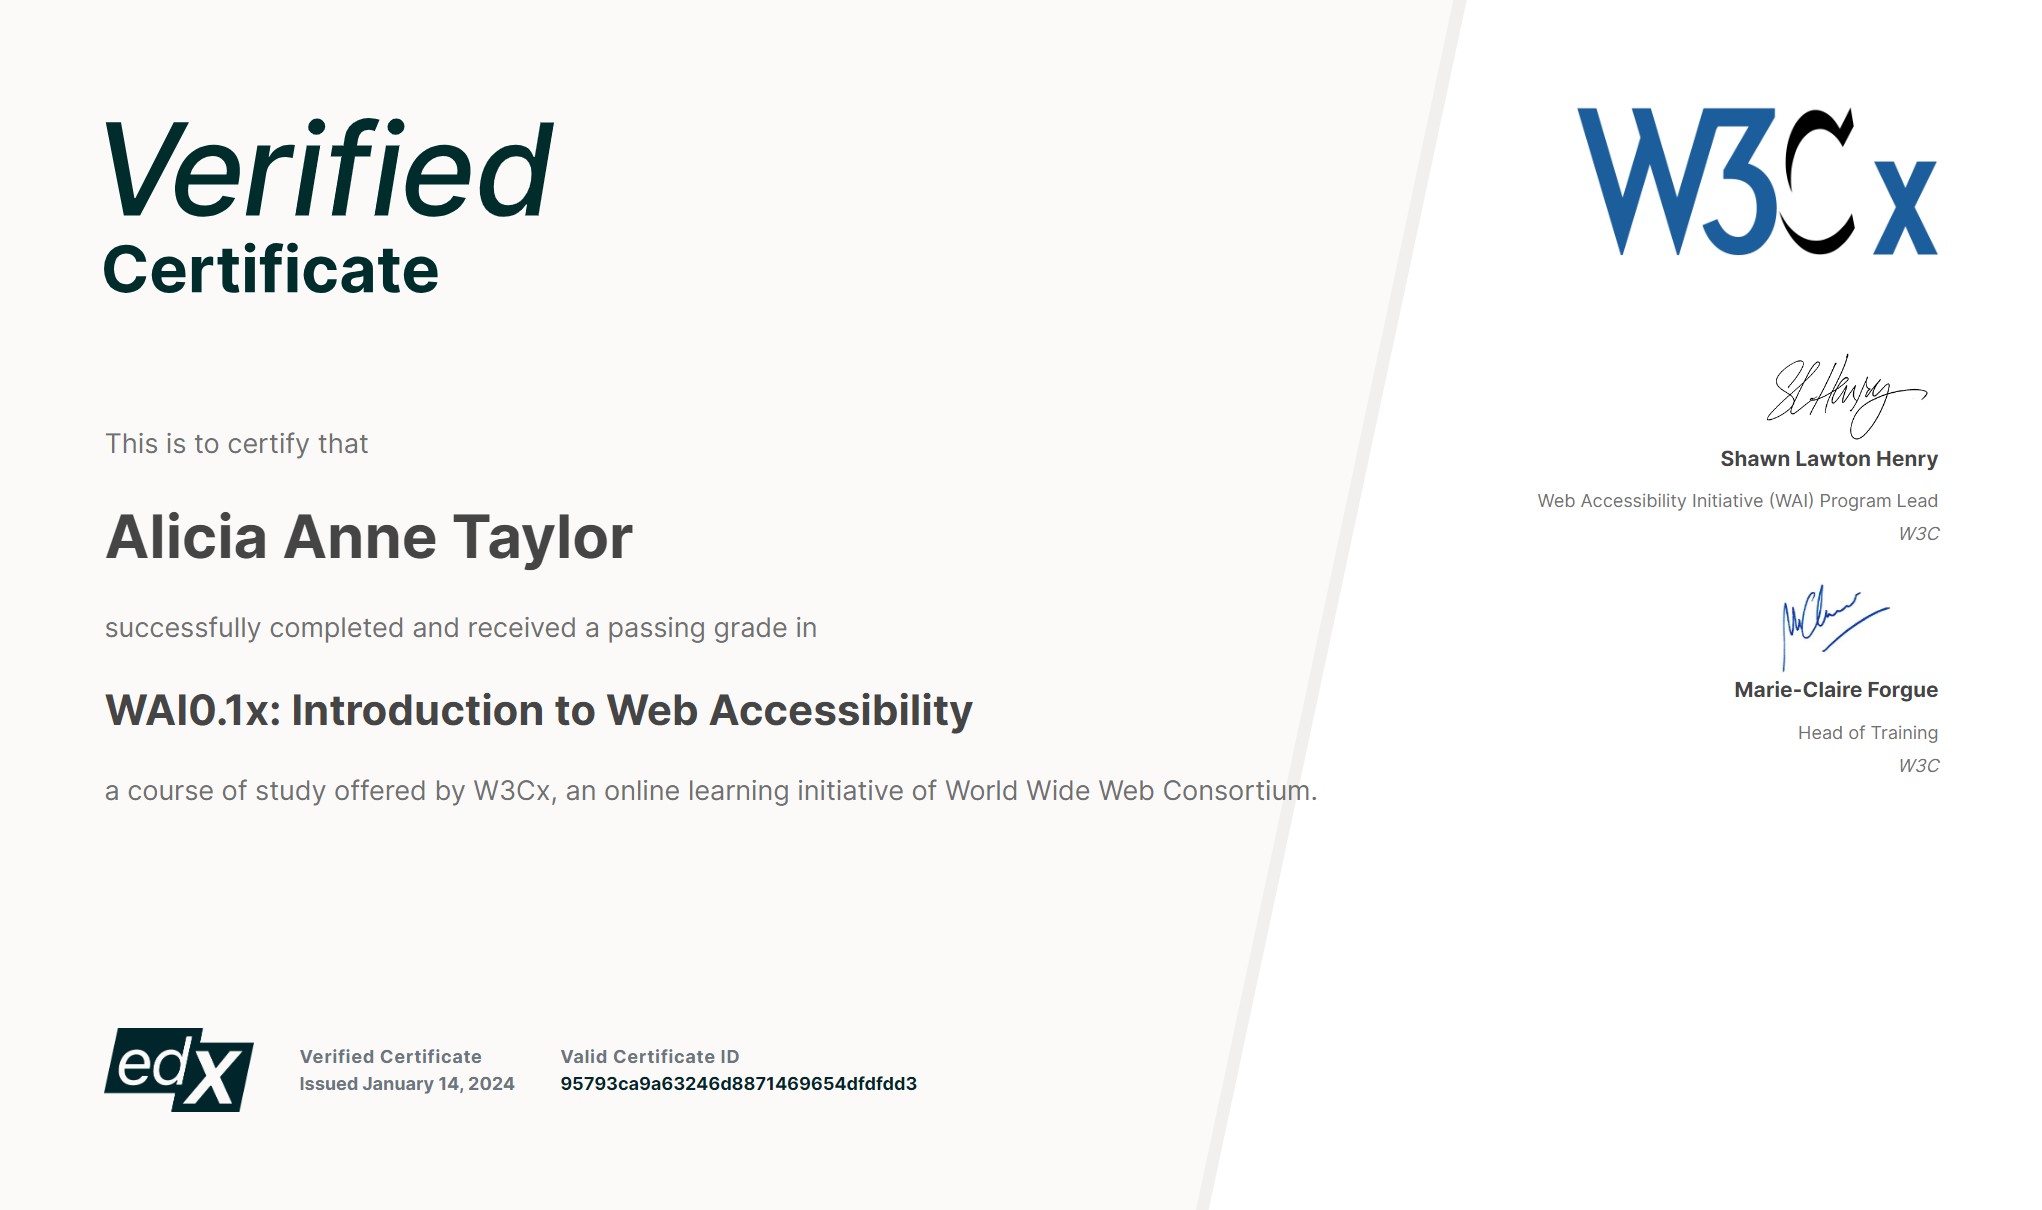 Verified
Certificate
This is to certify that
Alicia Anne Taylor
successfully completed and received a passing grade in
WAI0.1x: Introduction to Web Accessibility
a course of study offered by W3Cx, an online learning initiative of World Wide Web Consortium.
edX
Verified Certificate
Issued January 14, 2024
Valid Certificate ID
95793ca9a63246d8871469654dfdfdd3
W3Cx
SLHenry
Shawn Lawton Henry
Web Accessibility Initiative (WAI) Program Lead
W3C
Marie-Claire Forgue
Head of Training
W3C